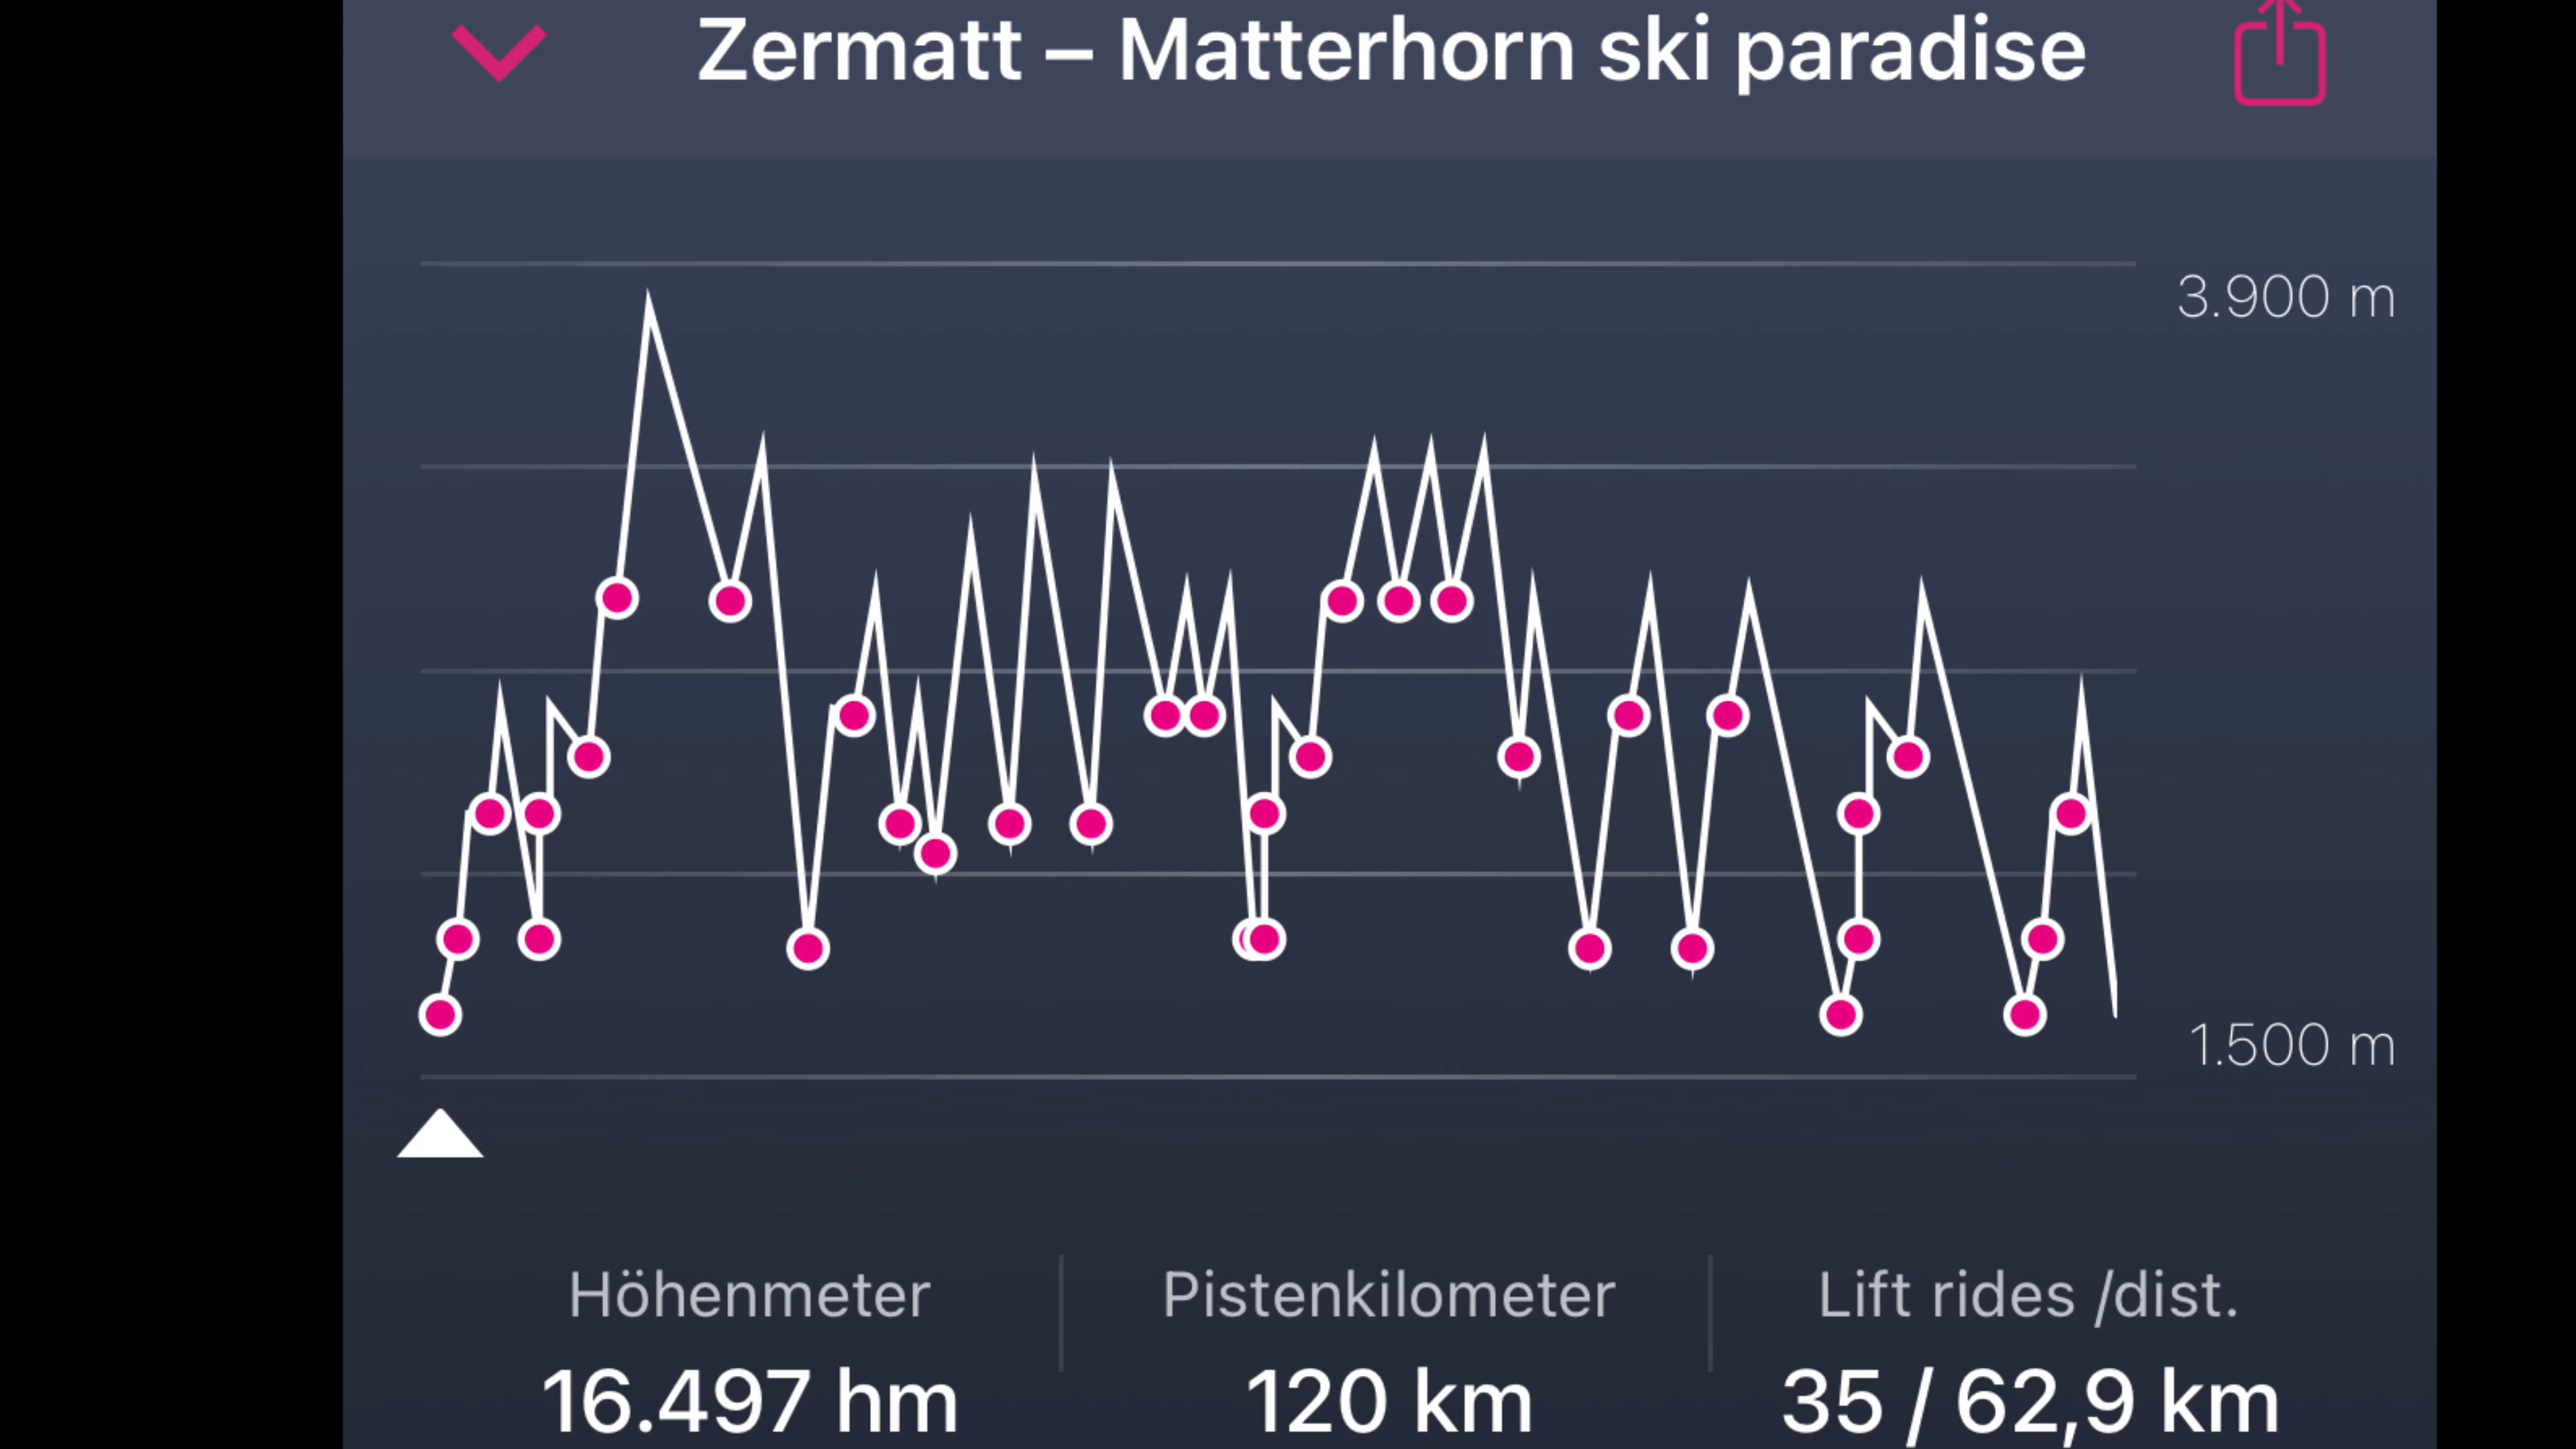 Zermatt – Matterhorn ski paradise
3.900 m
1.500 m
Höhenmeter
Pistenkilometer
Lift rides /dist.
16.497 hm
120 km
35 / 62,9 km